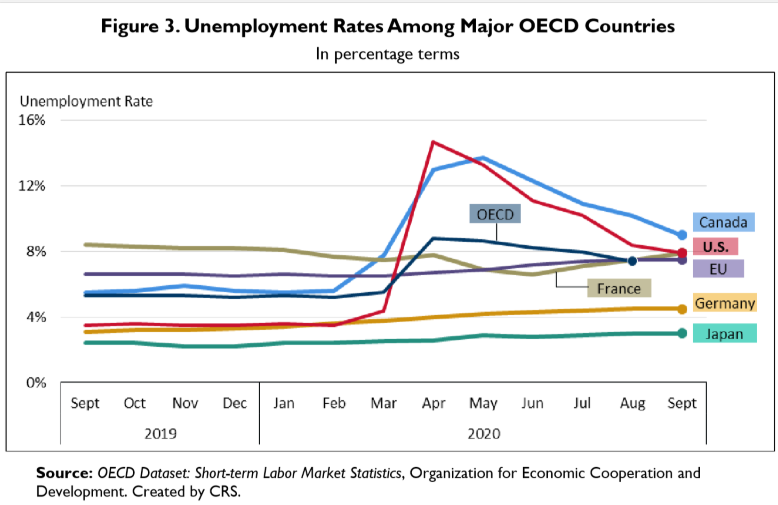 Figure 3. Unemployment Rates Among Major OECD Countries
In percentage terms
Unemployment Rate
16%
12%
8%
4%
0%
OECD
France
Canada
U.S.
EU
Germany
Japan
Sept Oct Nov Dec Jan Feb Mar Apr May Jun Jul Aug Sept
2019 2020
Source: OECD Dataset: Short-term Labor Market Statistics, Organization for Economic Cooperation and
Development. Created by CRS.